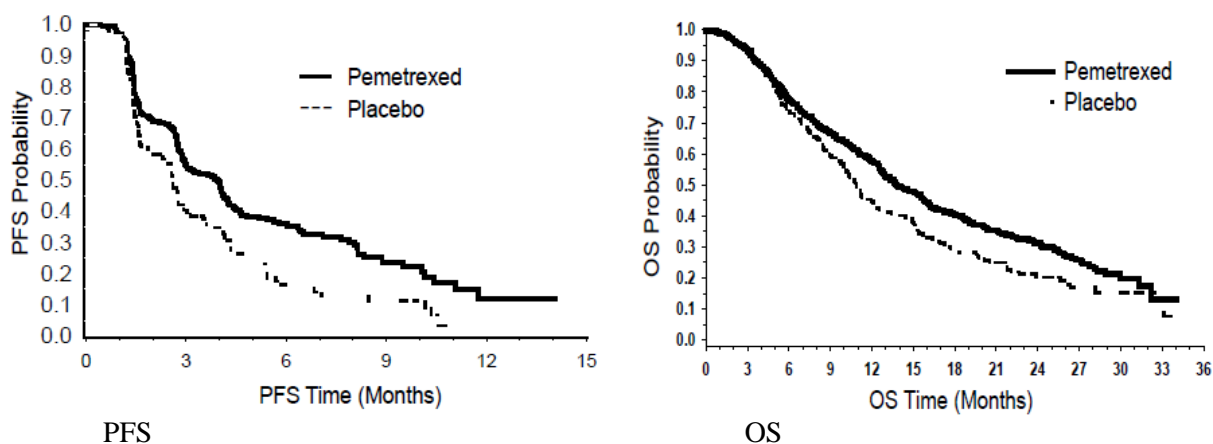 1.0
0.9
0.8
0.7
0.6
0.5
0.4
0.3
0.2
0.1
0.0
PFS Probability
Pemetrexed
Placebo
0 3 6 9 12 15
PFS Time (Months)
PFS
1.0
0.9
0.8
0.7
0.6
0.5
0.4
0.3
0.2
0.1
0.0
OS Probability
Pemetrexed
Placebo
0 3 6 9 12 15 18 21 24 27 30 33 36
OS Time (Months)
OS